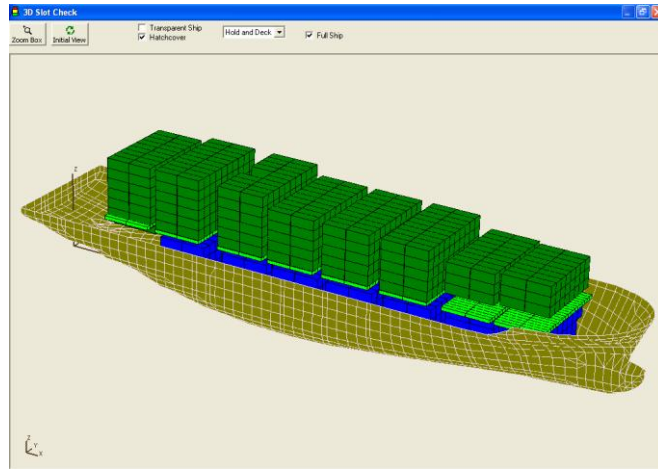 3D Slot Check
Zoom Box
Initial View
Transparent Ship
Hatchcover
Hold and Deck
Full Ship
z
z
Y
x